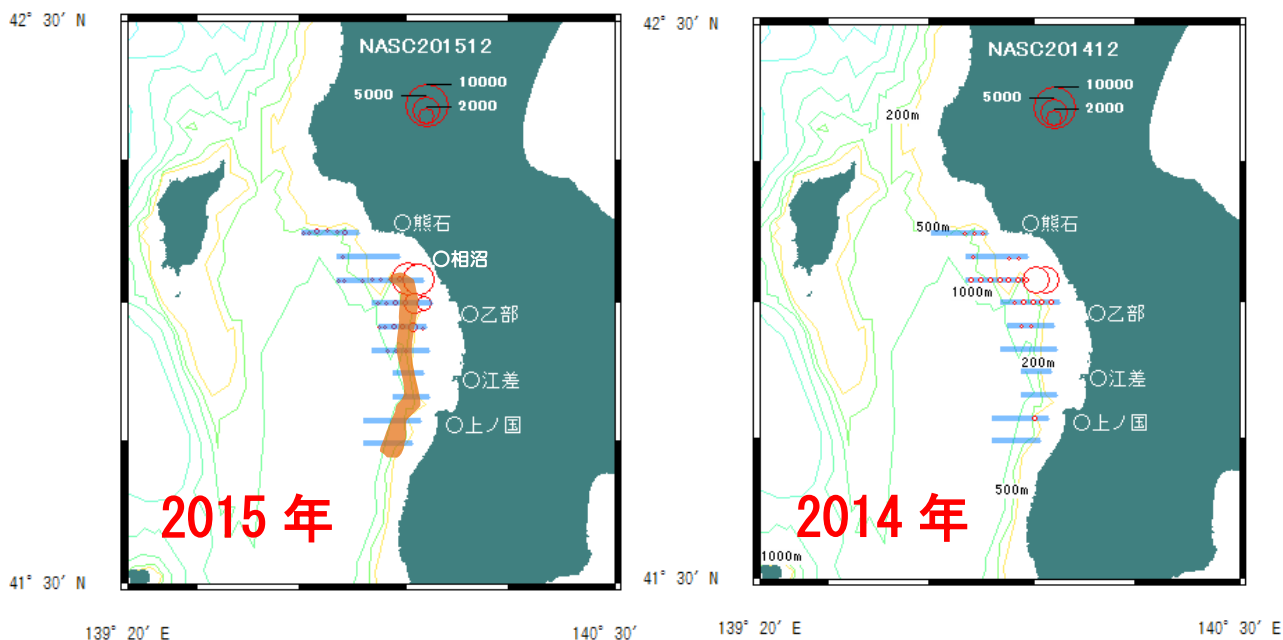 42° 30′ N
NASC201512
10000
5000
2000
○熊石
○相沼
○乙部
○江差
○上ノ国
2015 年
41° 30′ N
139° 20′ E
140° 30′
42° 30′ N
NASC201412
10000
5000
2000
200m
500m
○熊石
1000m
○乙部
200m
○江差
○上ノ国
500m
2014 年
1000m
41° 30′ N
139° 20′ E
140° 30′ E